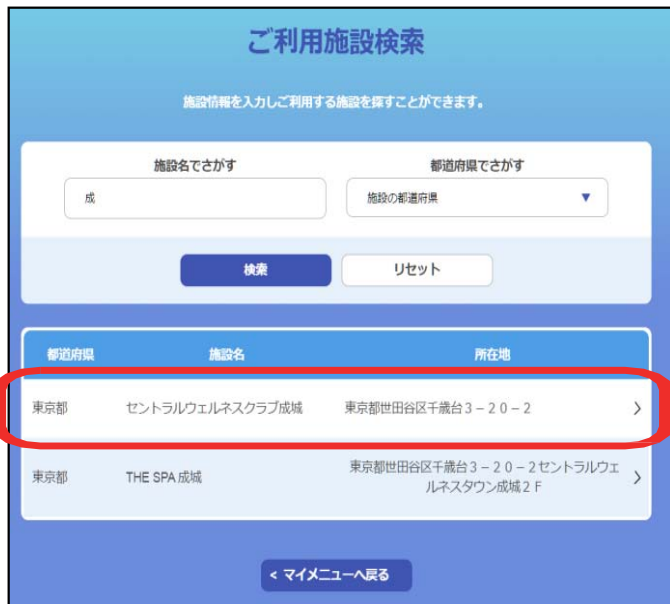 ご利用施設検索
施設情報を入力しご利用する施設を探すことができます。
施設名でさがす 都道府県でさがす
成 施設の都道府県 ▼
検索 リセット
都道府県 施設名 所在地
東京都 セントラルウェルネスクラブ成城 東京都世田谷区千歳台3－20－2 >
東京都 THE SPA 成城 東京都世田谷区千歳台3－20－2セントラルウェ
ルネスタウン成城2F >
< マイメニューへ戻る